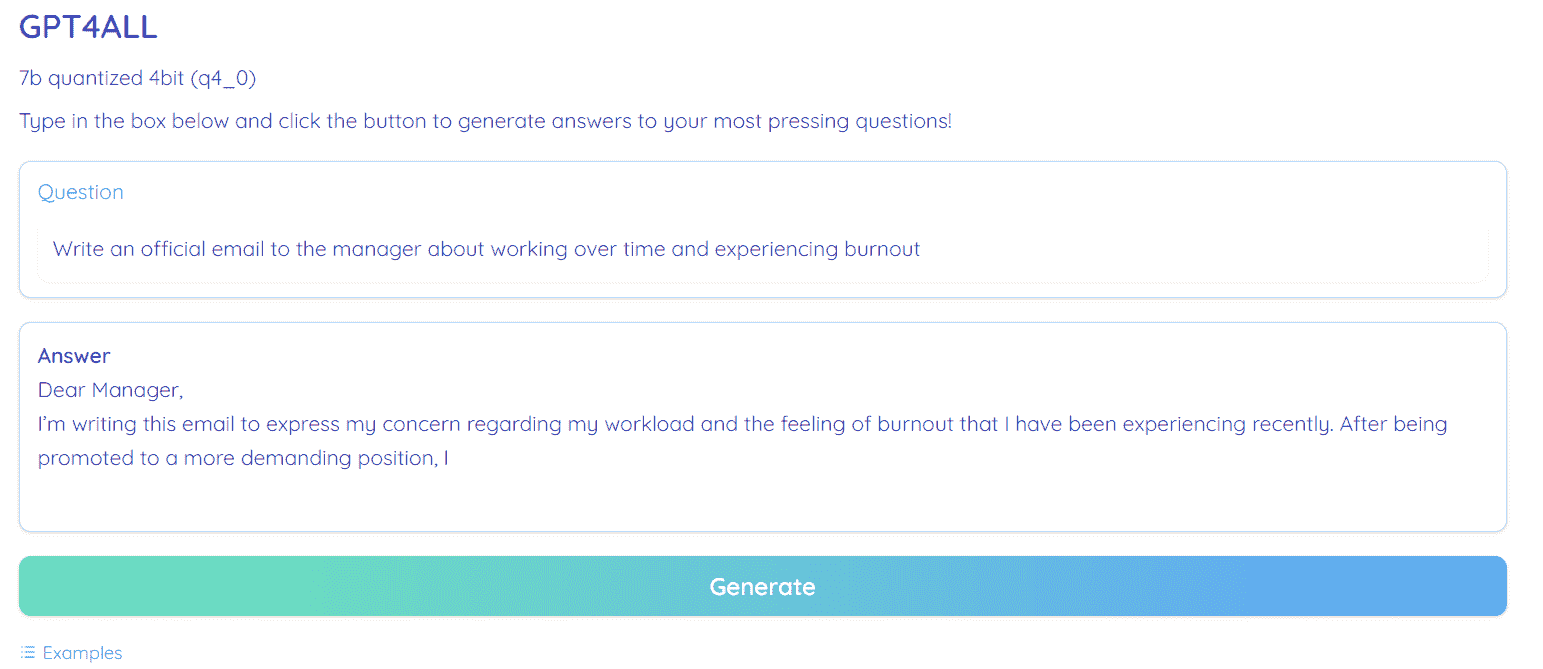 GPT4ALL
7b quantized 4bit (q4_0)
Type in the box below and click the button to generate answers to your most pressing questions!
Question
Write an official email to the manager about working over time and experiencing burnout
Answer
Dear Manager,
I'm writing this email to express my concern regarding my workload and the feeling of burnout that I have been experiencing recently. After being
promoted to a more demanding position, I
Generate
Examples